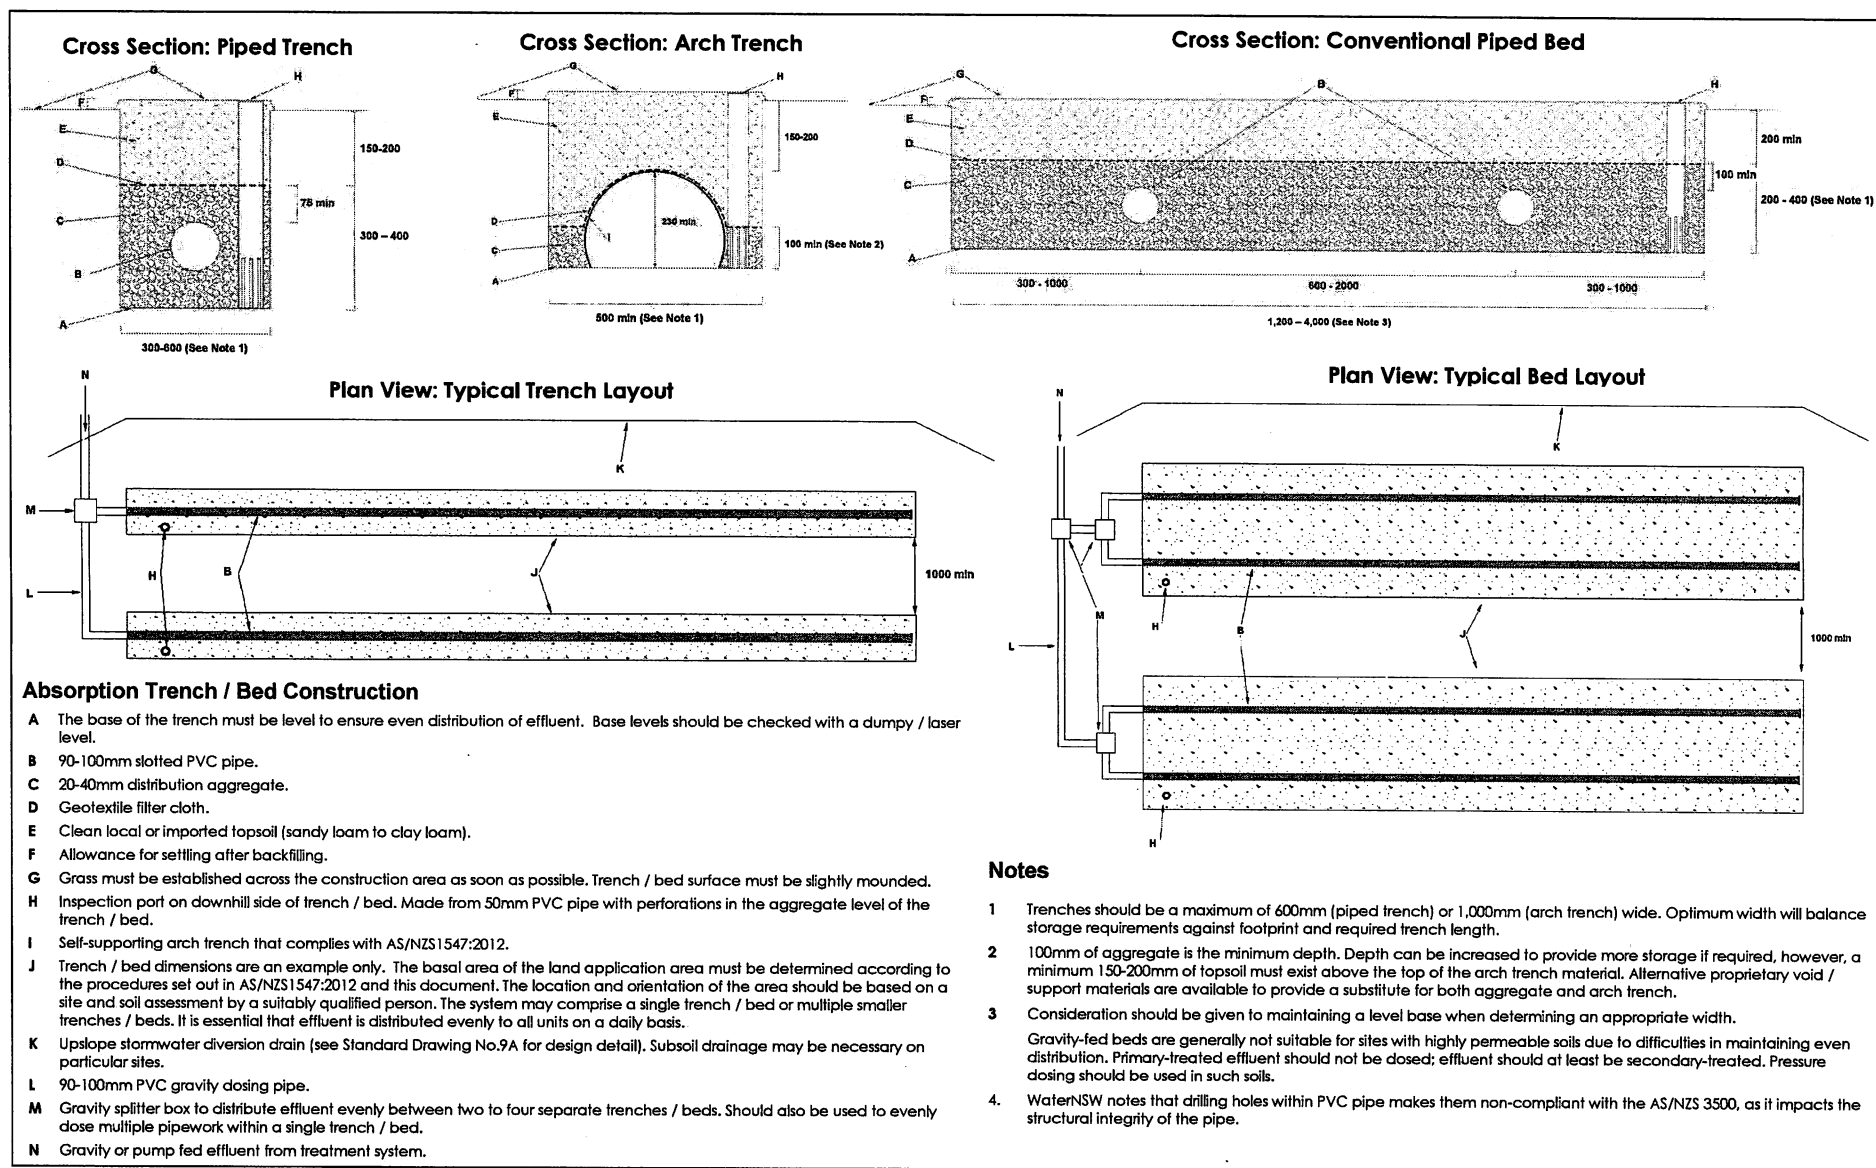 Cross Section: Piped Trench
G
H
F
E
D
C
B
A
150-200
75 min
300 – 400
300-600 (See Note 1)
Cross Section: Arch Trench
G
H
F
E
D
I
C
A
150-200
230 min
100 min (See Note 2)
500 min (See Note 1)
Cross Section: Conventional Piped Bed
G
B
H
F
E
D
C
A
200 min
100 min
200 - 400 (See Note 1)
300 - 1000
600 - 2000
300 - 1000
1,200 – 4,000 (See Note 3)
Plan View: Typical Trench Layout
N
K
M
H
B
J
L
1000 min
Plan View: Typical Bed Layout
N
K
M
H
B
J
L
1000 min
H
Absorption Trench / Bed Construction
A The base of the trench must be level to ensure even distribution of effluent. Base levels should be checked with a dumpy / laser
level.
B 90-100mm slotted PVC pipe.
C 20-40mm distribution aggregate.
D Geotextile filter cloth.
E Clean local or imported topsoil (sandy loam to clay loam).
F Allowance for settling after backfilling.
G Grass must be established across the construction area as soon as possible. Trench / bed surface must be slightly mounded.
H Inspection port on downhill side of trench / bed. Made from 50mm PVC pipe with perforations in the aggregate level of the
trench / bed.
I Self-supporting arch trench that complies with AS/NZS1547:2012.
J Trench / bed dimensions are an example only. The basal area of the land application area must be determined according to
the procedures set out in AS/NZS1547:2012 and this document. The location and orientation of the area should be based on a
site and soil assessment by a suitably qualified person. The system may comprise a single trench / bed or multiple smaller
trenches / beds. It is essential that effluent is distributed evenly to all units on a daily basis.
K Upslope stormwater diversion drain (see Standard Drawing No.9A for design detail). Subsoil drainage may be necessary on
particular sites.
L 90-100mm PVC gravity dosing pipe.
M Gravity splitter box to distribute effluent evenly between two to four separate trenches / beds. Should also be used to evenly
dose multiple pipework within a single trench / bed.
N Gravity or pump fed effluent from treatment system.
Notes
1 Trenches should be a maximum of 600mm (piped trench) or 1,000mm (arch trench) wide. Optimum width will balance
storage requirements against footprint and required trench length.
2 100mm of aggregate is the minimum depth. Depth can be increased to provide more storage if required, however, a
minimum 150-200mm of topsoil must exist above the top of the arch trench material. Alternative proprietary void /
support materials are available to provide a substitute for both aggregate and arch trench.
3 Consideration should be given to maintaining a level base when determining an appropriate width.
Gravity-fed beds are generally not suitable for sites with highly permeable soils due to difficulties in maintaining even
distribution. Primary-treated effluent should not be dosed; effluent should at least be secondary-treated. Pressure
dosing should be used in such soils.
4. WaterNSW notes that drilling holes within PVC pipe makes them non-compliant with the AS/NZS 3500, as it impacts the
structural integrity of the pipe.